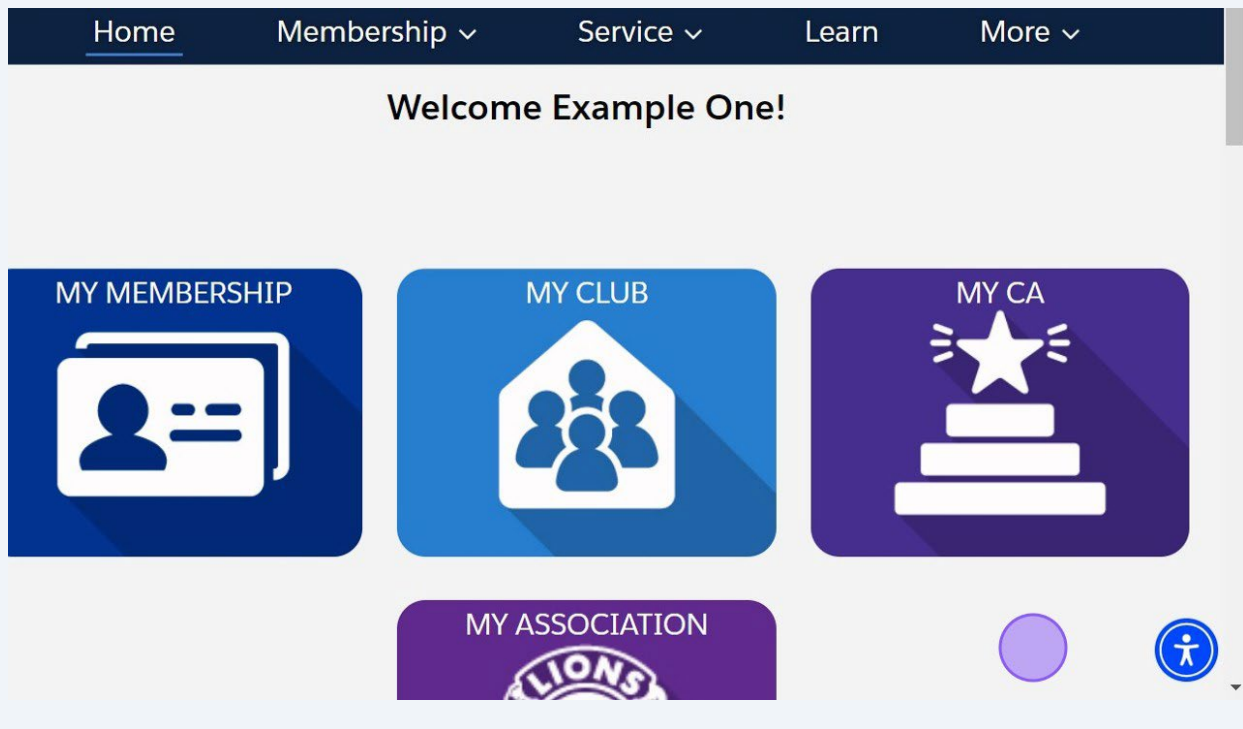 Home Membership Service Learn More
Welcome Example One!
MY MEMBERSHIP MY CLUB MY CA
MY ASSOCIATION
LIONS